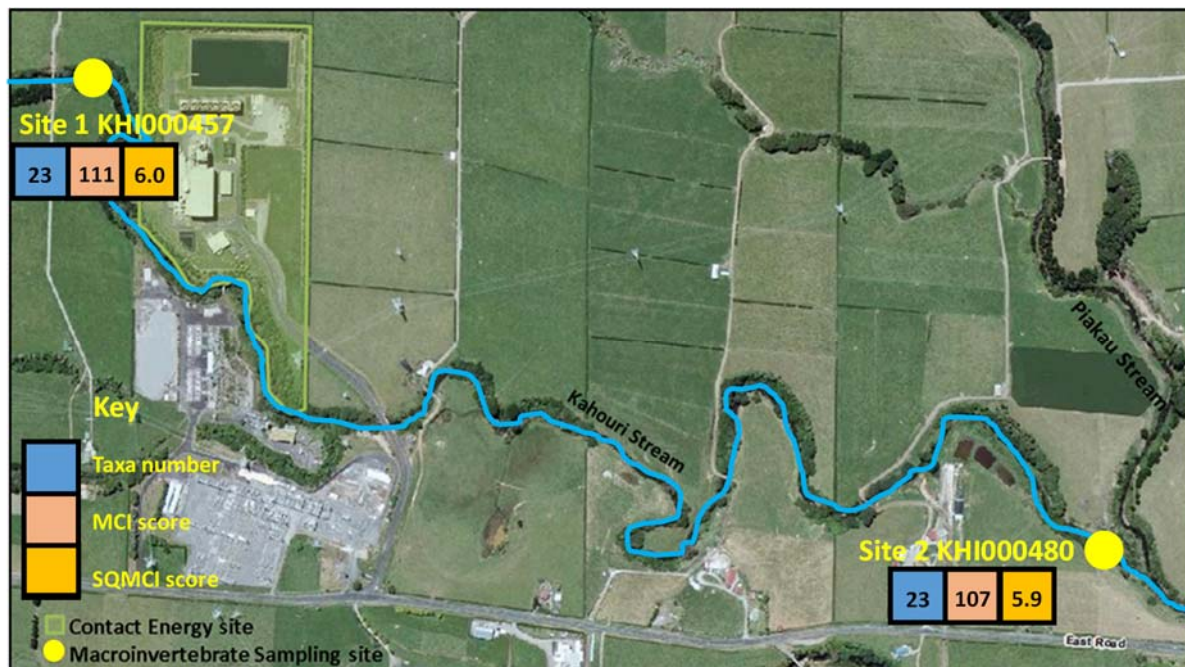 Site 1 KHI000457
23 111 6.0
Kahouri Stream
Piakau Stream
Key
Taxa number
MCI score
SQMCI score
Contact Energy site
Macroinvertebrate Sampling site
Site 2 KHI000480
23 107 5.9
East Road